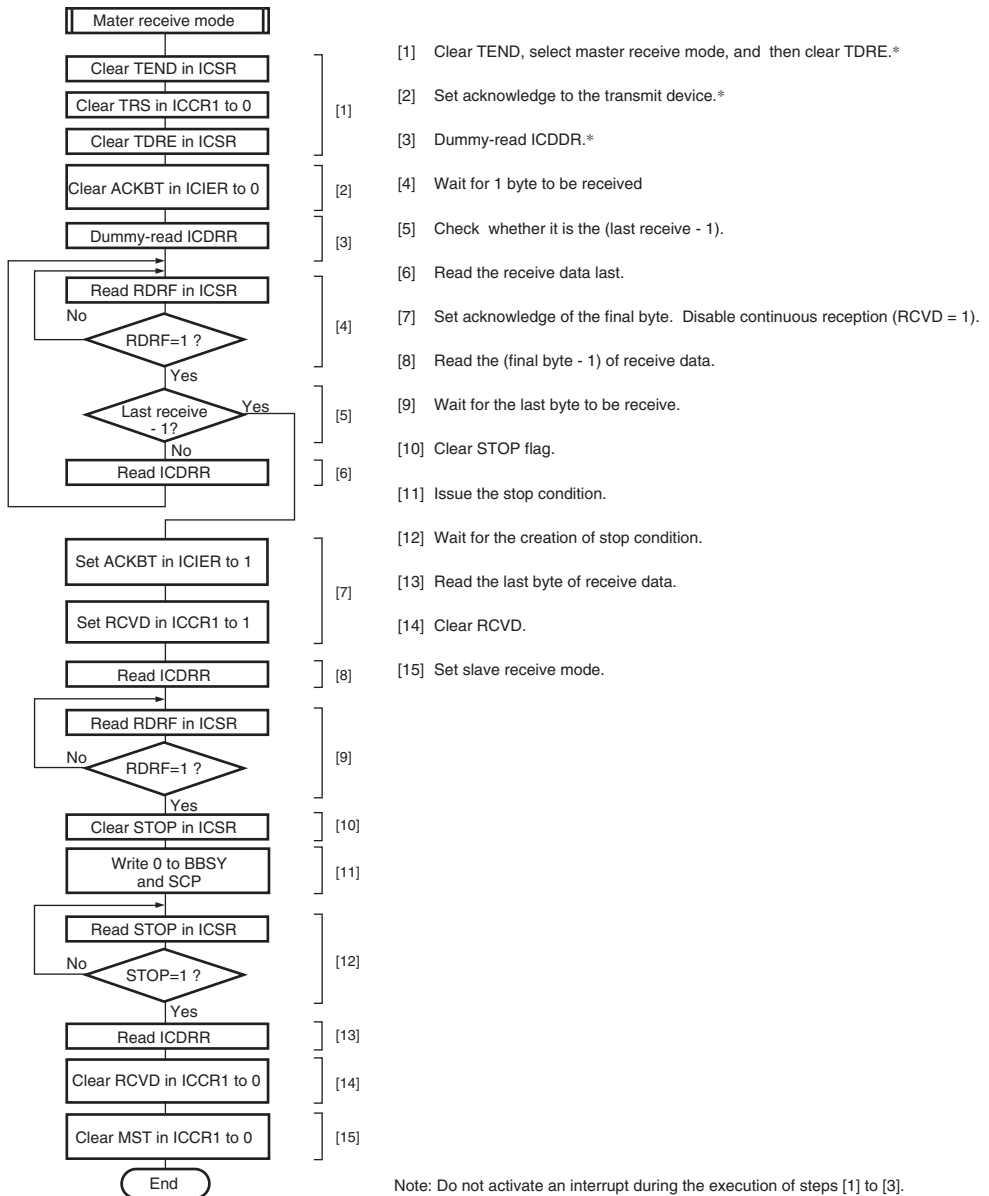 Mater receive mode
Clear TEND in ICSR
Clear TRS in ICCR1 to 0
Clear TDRE in ICSR
[1]
Clear ACKBT in ICIER to 0
[2]
Dummy-read ICDRR
[3]
Read RDRF in ICSR
No
RDRF=1 ?
[4]
Yes
Last receive
- 1?
Yes
[5]
No
Read ICDRR
[6]
Set ACKBT in ICIER to 1
[7]
Set RCVD in ICCR1 to 1
Read ICDRR
[8]
Read RDRF in ICSR
No
RDRF=1 ?
[9]
Yes
Clear STOP in ICSR
[10]
Write 0 to BBSY
and SCP
[11]
Read STOP in ICSR
No
STOP=1 ?
[12]
Yes
Read ICDRR
[13]
Clear RCVD in ICCR1 to 0
[14]
Clear MST in ICCR1 to 0
[15]
End
[1] Clear TEND, select master receive mode, and then clear TDRE.*
[2] Set acknowledge to the transmit device.*
[3] Dummy-read ICDDR.*
[4] Wait for 1 byte to be received
[5] Check whether it is the (last receive - 1).
[6] Read the receive data last.
[7] Set acknowledge of the final byte. Disable continuous reception (RCVD = 1).
[8] Read the (final byte - 1) of receive data.
[9] Wait for the last byte to be receive.
[10] Clear STOP flag.
[11] Issue the stop condition.
[12] Wait for the creation of stop condition.
[13] Read the last byte of receive data.
[14] Clear RCVD.
[15] Set slave receive mode.
Note: Do not activate an interrupt during the execution of steps [1] to [3].